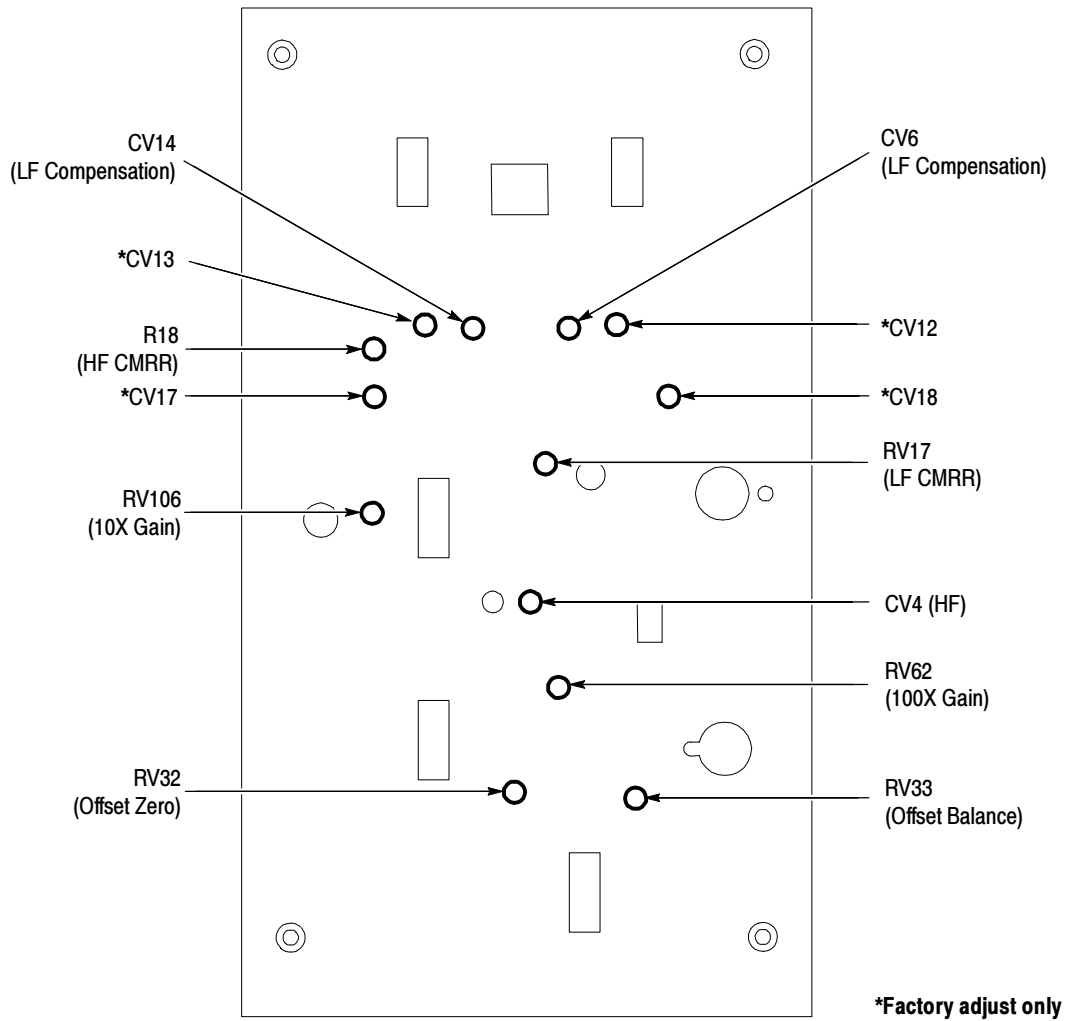 CV14
(LF Compensation)
*CV13
R18
(HF CMRR)
*CV17
RV106
(10X Gain)
RV32
(Offset Zero)
CV6
(LF Compensation)
*CV12
*CV18
RV17
(LF CMRR)
CV4 (HF)
RV62
(100X Gain)
RV33
(Offset Balance)
*Factory adjust only